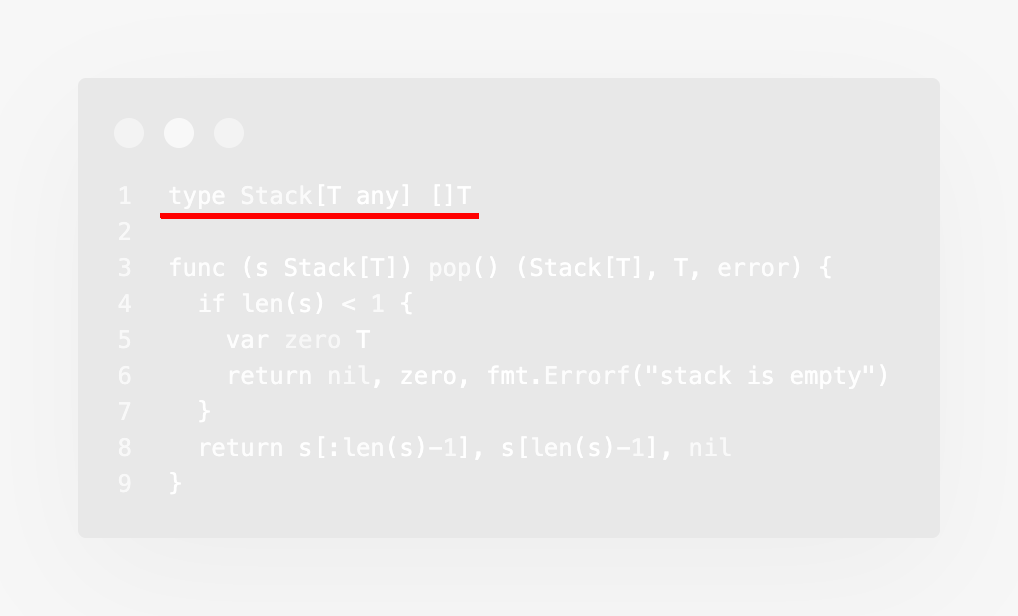 1 type Stack[T any] []T
2
3 func (s Stack[T]) pop() (Stack[T], T, error) {
4   if len(s) < 1 {
5     var zero T
6     return nil, zero, fmt.Errorf("stack is empty")
7   }
8   return s[:len(s)-1], s[len(s)-1], nil
9 }